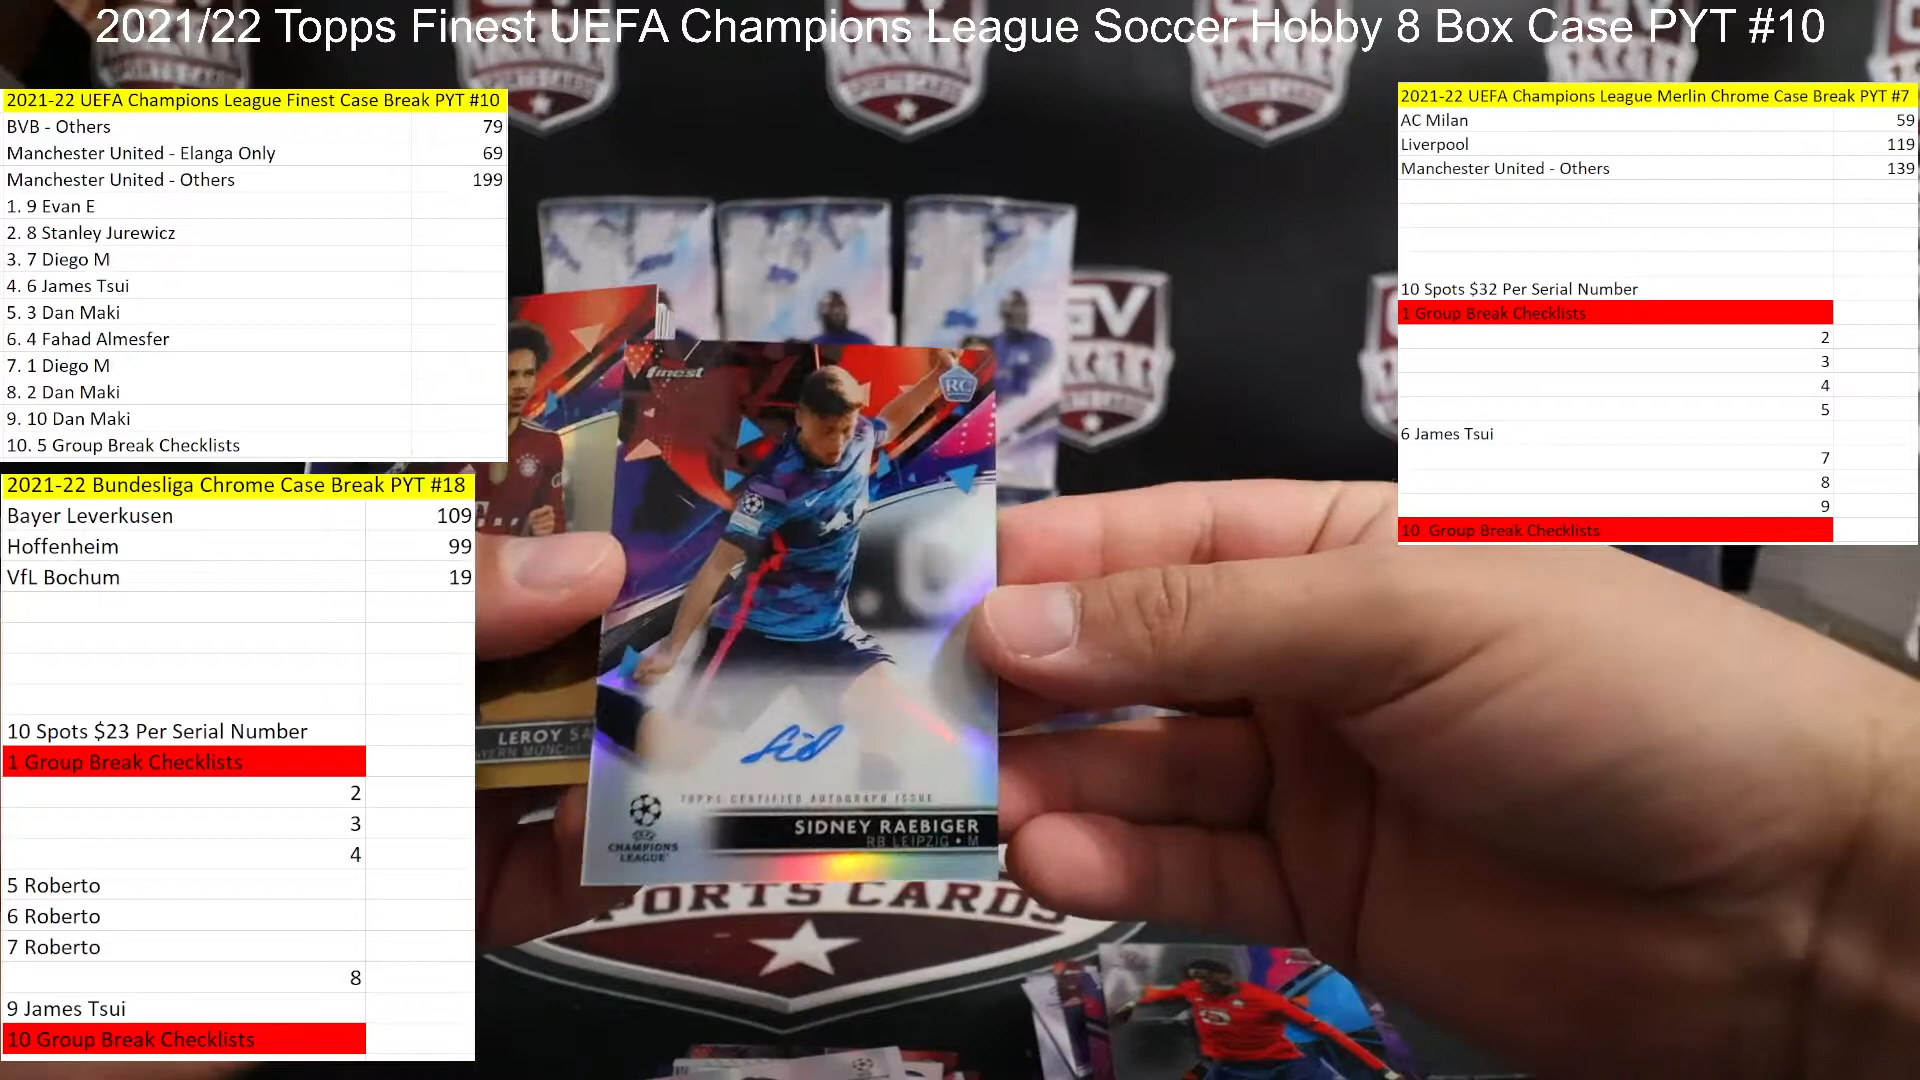 2021/22 Topps Finest UEFA Champions League Soccer Hobby 8 Box Case PYT #10
2021-22 UEFA Champions League Finest Case Break PYT #10
BVB - Others 79
Manchester United - Elanga Only 69
Manchester United - Others 199
1. 9 Evan E
2. 8 Stanley Jurewicz
3. 7 Diego M
4. 6 James Tsui
5. 3 Dan Maki
6. 4 Fahad Almesfer
7. 1 Diego M
8. 2 Dan Maki
9. 10 Dan Maki
10. 5 Group Break Checklists
2021-22 Bundesliga Chrome Case Break PYT #18
Bayer Leverkusen 109
Hoffenheim 99
VfL Bochum 19
10 Spots $23 Per Serial Number
1 Group Break Checklists
2
3
4
5 Roberto
6 Roberto
7 Roberto
8
9 James Tsui
10 Group Break Checklists
2021-22 UEFA Champions League Merlin Chrome Case Break PYT #7
AC Milan 59
Liverpool 119
Manchester United - Others 139
10 Spots $32 Per Serial Number
1 Group Break Checklists
2
3
4
5
6 James Tsui
7
8
9
10 Group Break Checklists
finest
RC
Sid
TOPPS CERTIFIED AUTOGRAPH ISSUE
SIDNEY RAEBIGER
RB LEIPZIG • M
CHAMPIONS
LEAGUE
LEROY
SPORTS CARDS
GV